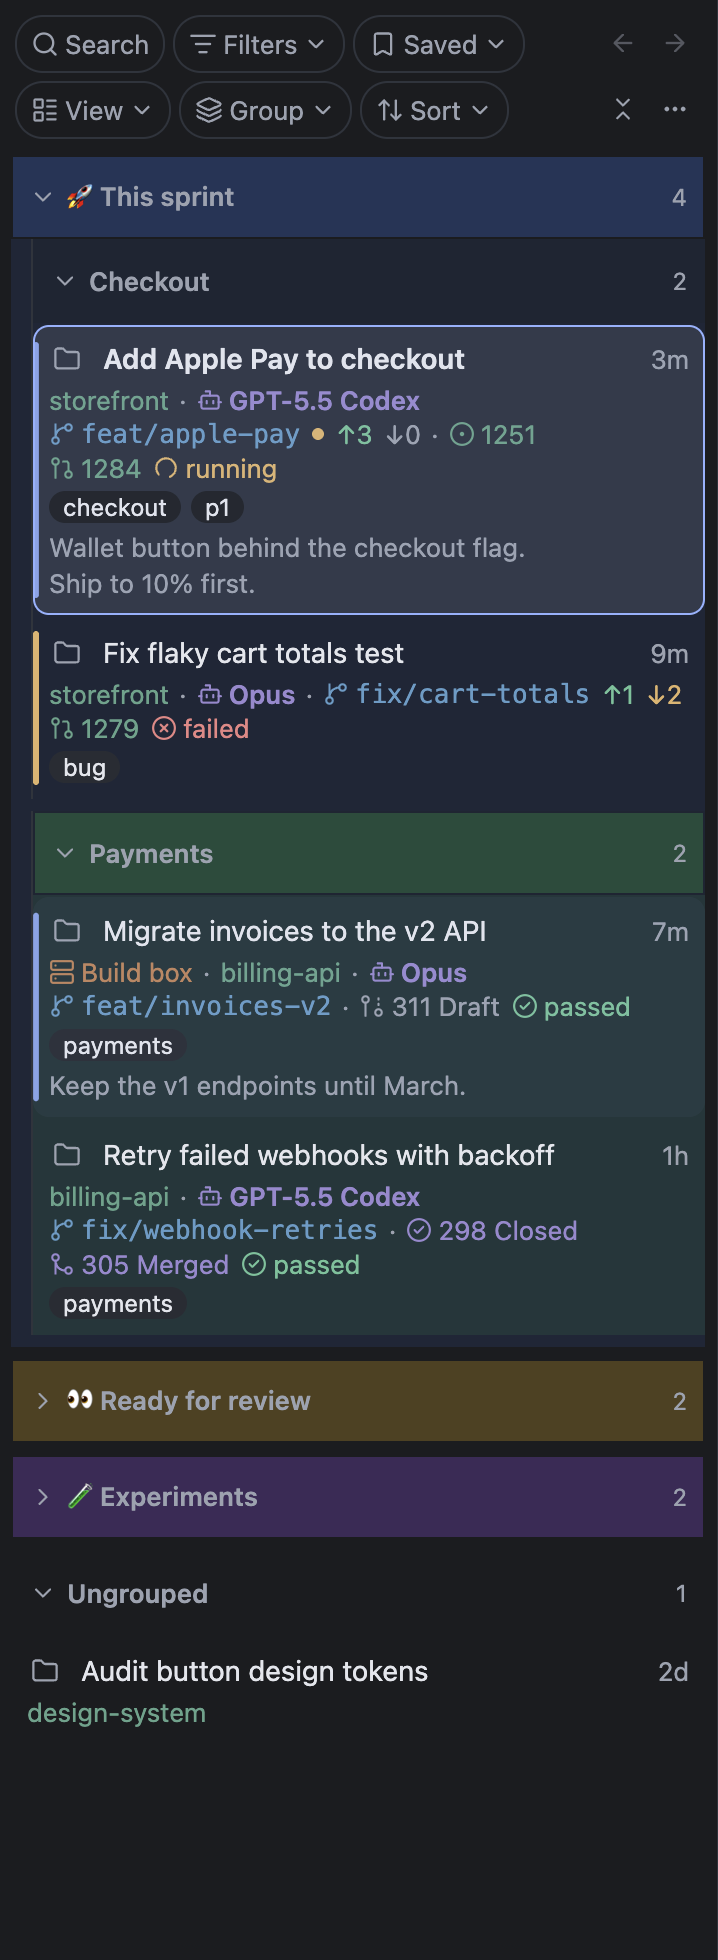 Search Filters Saved
View Group Sort
🚀 This sprint 4
Checkout 2
Add Apple Pay to checkout 3m
storefront · GPT-5.5 Codex
feat/apple-pay ↑3 ↓0 · 1251
1284 running
checkout p1
Wallet button behind the checkout flag.
Ship to 10% first.
Fix flaky cart totals test 9m
storefront · Opus · fix/cart-totals ↑1 ↓2
1279 failed
bug
Payments 2
Migrate invoices to the v2 API 7m
Build box · billing-api · Opus
feat/invoices-v2 · 311 Draft passed
payments
Keep the v1 endpoints until March.
Retry failed webhooks with backoff 1h
billing-api · GPT-5.5 Codex
fix/webhook-retries · 298 Closed
305 Merged passed
payments
👀 Ready for review 2
🧪 Experiments 2
Ungrouped 1
Audit button design tokens 2d
design-system